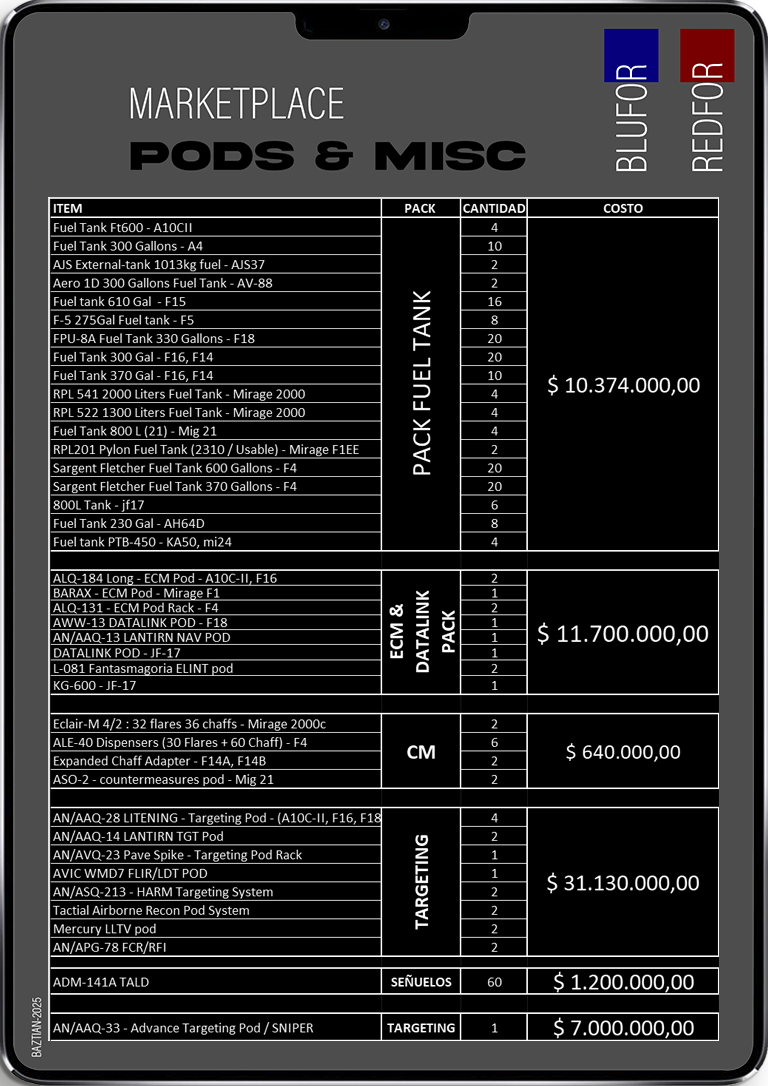 BLUFOR
REDFOR
MARKETPLACE
PODS & MISC
ITEM PACK CANTIDAD COSTO
Fuel Tank Ft600 - A10CII 4
Fuel Tank 300 Gallons - A4 10
AJS External-tank 1013kg fuel - AJS37 2
Aero 1D 300 Gallons Fuel Tank - AV-88 2
Fuel tank 610 Gal - F15 16
F-5 275Gal Fuel tank - F5 8
FPU-8A Fuel Tank 330 Gallons - F18 20
Fuel Tank 300 Gal - F16, F14 20
Fuel Tank 370 Gal - F16, F14 10
RPL 541 2000 Liters Fuel Tank - Mirage 2000 4
RPL 522 1300 Liters Fuel Tank - Mirage 2000 4
Fuel Tank 800 L (21) - Mig 21 4
RPL201 Pylon Fuel Tank (2310 / Usable) - Mirage F1EE 2
Sargent Fletcher Fuel Tank 600 Gallons - F4 20
Sargent Fletcher Fuel Tank 370 Gallons - F4 20
800L Tank - jf17 6
Fuel Tank 230 Gal - AH64D 8
Fuel tank PTB-450 - KA50, mi24 4
PACK FUEL TANK
$ 10.374.000,00
ALQ-184 Long - ECM Pod - A10C-II, F16 2
BARAX - ECM Pod - Mirage F1 1
ALQ-131 - ECM Pod Rack - F4 2
AWW-13 DATALINK POD - F18 1
AN/AAQ-13 LANTIRN NAV POD 1
DATALINK POD - JF-17 1
L-081 Fantasmagoria ELINT pod 2
KG-600 - JF-17 1
ECM &
DATALINK
PACK
$ 11.700.000,00
Eclair-M 4/2 : 32 flares 36 chaffs - Mirage 2000c 2
ALE-40 Dispensers (30 Flares + 60 Chaff) - F4 6
Expanded Chaff Adapter - F14A, F14B 2
ASO-2 - countermeasures pod - Mig 21 2
CM
$ 640.000,00
AN/AAQ-28 LITENING - Targeting Pod - (A10C-II, F16, F18 4
AN/AAQ-14 LANTIRN TGT Pod 2
AN/AVQ-23 Pave Spike - Targeting Pod Rack 1
AVIC WMD7 FLIR/LDT POD 1
AN/ASQ-213 - HARM Targeting System 2
Tactial Airborne Recon Pod System 2
Mercury LLTV pod 2
AN/APG-78 FCR/RFI 2
TARGETING
$ 31.130.000,00
ADM-141A TALD SEÑUELOS 60 $ 1.200.000,00
AN/AAQ-33 - Advance Targeting Pod / SNIPER TARGETING 1 $ 7.000.000,00
BAZTIAN-2025